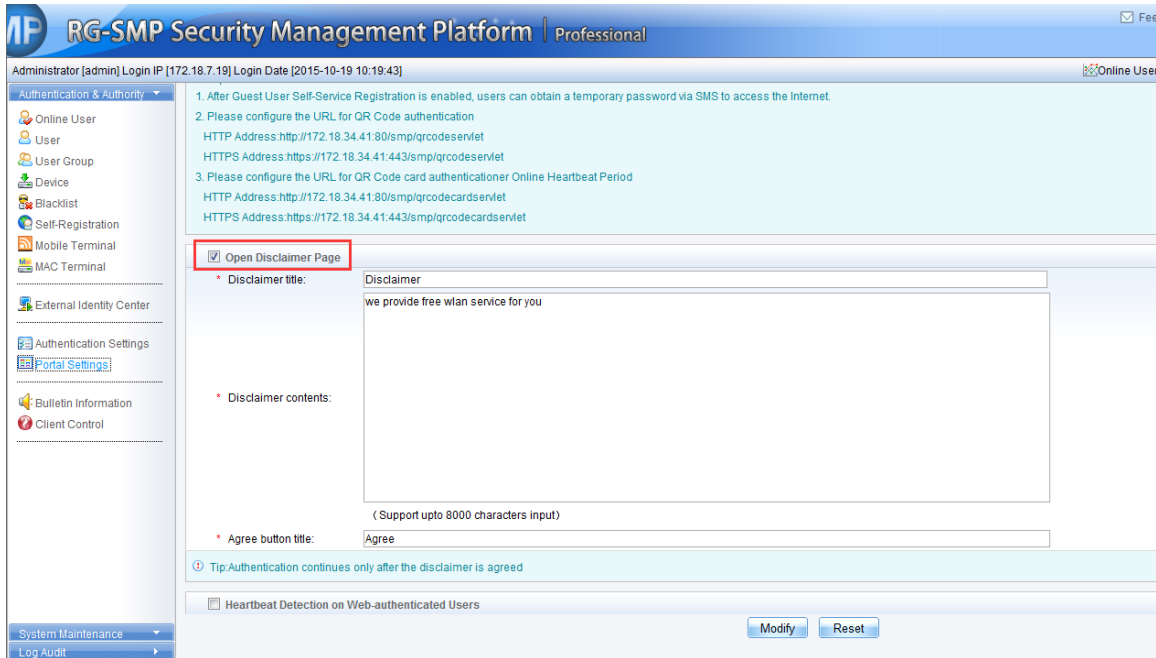 MP RG-SMP Security Management Platform | Professional
Fee
Administrator [admin] Login IP [172.18.7.19] Login Date [2015-10-19 10:19:43]
Online User
Authentication & Authority
Online User
User
User Group
Device
Blacklist
Self-Registration
Mobile Terminal
MAC Terminal
External Identity Center
Authentication Settings
Portal Settings
Bulletin Information
Client Control
System Maintenance
Log Audit
1. After Guest User Self-Service Registration is enabled, users can obtain a temporary password via SMS to access the Internet.
2. Please configure the URL for QR Code authentication
HTTP Address:http://172.18.34.41:80/smp/qrcodeservlet
HTTPS Address:https://172.18.34.41:443/smp/qrcodeservlet
3. Please configure the URL for QR Code card authenticationer Online Heartbeat Period
HTTP Address:http://172.18.34.41:80/smp/qrcodecardservlet
HTTPS Address:https://172.18.34.41:443/smp/qrcodecardservlet
Open Disclaimer Page
* Disclaimer title: Disclaimer
we provide free wlan service for you
* Disclaimer contents:
(Support upto 8000 characters input)
* Agree button title: Agree
Tip:Authentication continues only after the disclaimer is agreed
Heartbeat Detection on Web-authenticated Users
Modify Reset